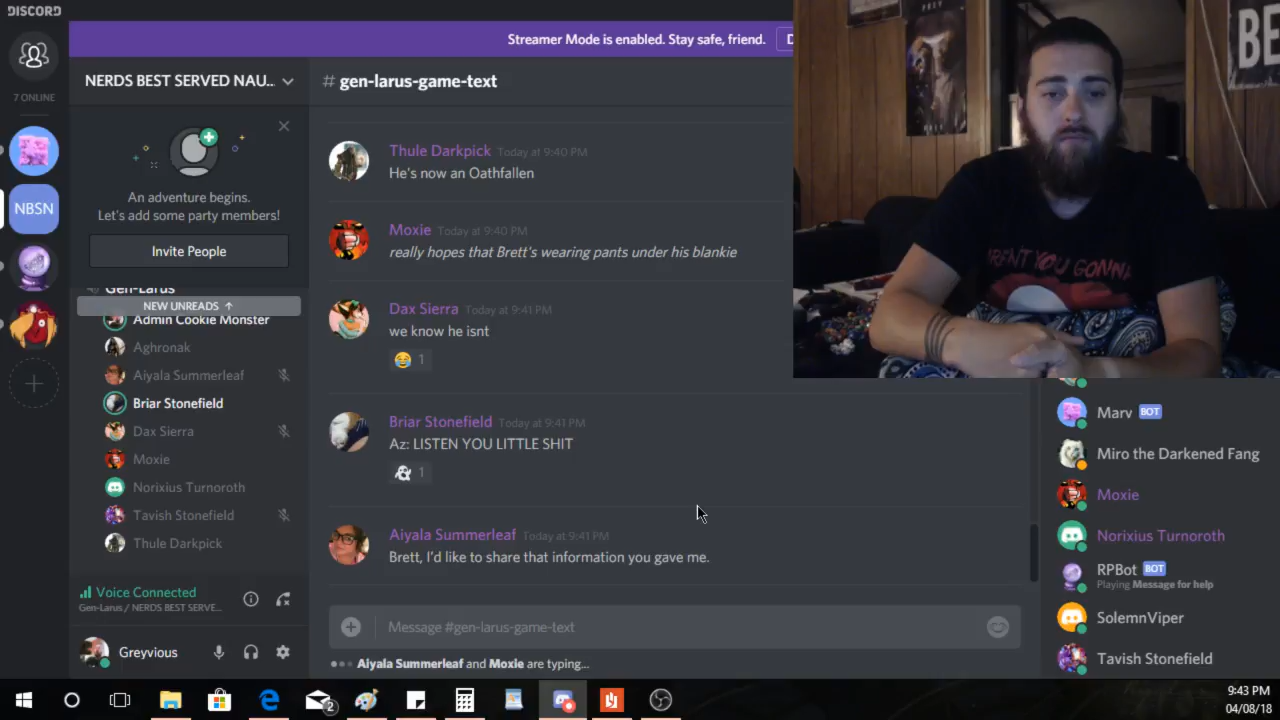 DISCORD
Streamer Mode is enabled. Stay safe, friend.
7 ONLINE
NERDS BEST SERVED NAU...
# gen-larus-game-text
An adventure begins.
Let's add some party members!
Invite People
NBSN
Gen-Larus
NEW UNREADS ↑
Admin Cookie Monster
Aghronak
Aiyala Summerleaf
Briar Stonefield
Dax Sierra
Moxie
Norixius Turnoroth
Tavish Stonefield
Thule Darkpick
Voice Connected
Gen-Larus / NERDS BEST SERVE...
Greyvious
Thule Darkpick Today at 9:40 PM
He's now an Oathfallen
Moxie Today at 9:40 PM
really hopes that Brett's wearing pants under his blankie
Dax Sierra Today at 9:41 PM
we know he isnt
1
Briar Stonefield Today at 9:41 PM
Az: LISTEN YOU LITTLE SHIT
1
Aiyala Summerleaf Today at 9:41 PM
Brett, I'd like to share that information you gave me.
Message #gen-larus-game-text
Aiyala Summerleaf and Moxie are typing...
PREY
BE
ARENT YOU GONNA
Marv BOT
Miro the Darkened Fang
Moxie
Norixius Turnoroth
RPBot BOT
Playing Message for help
SolemnViper
Tavish Stonefield
2
9:43 PM
04/08/18